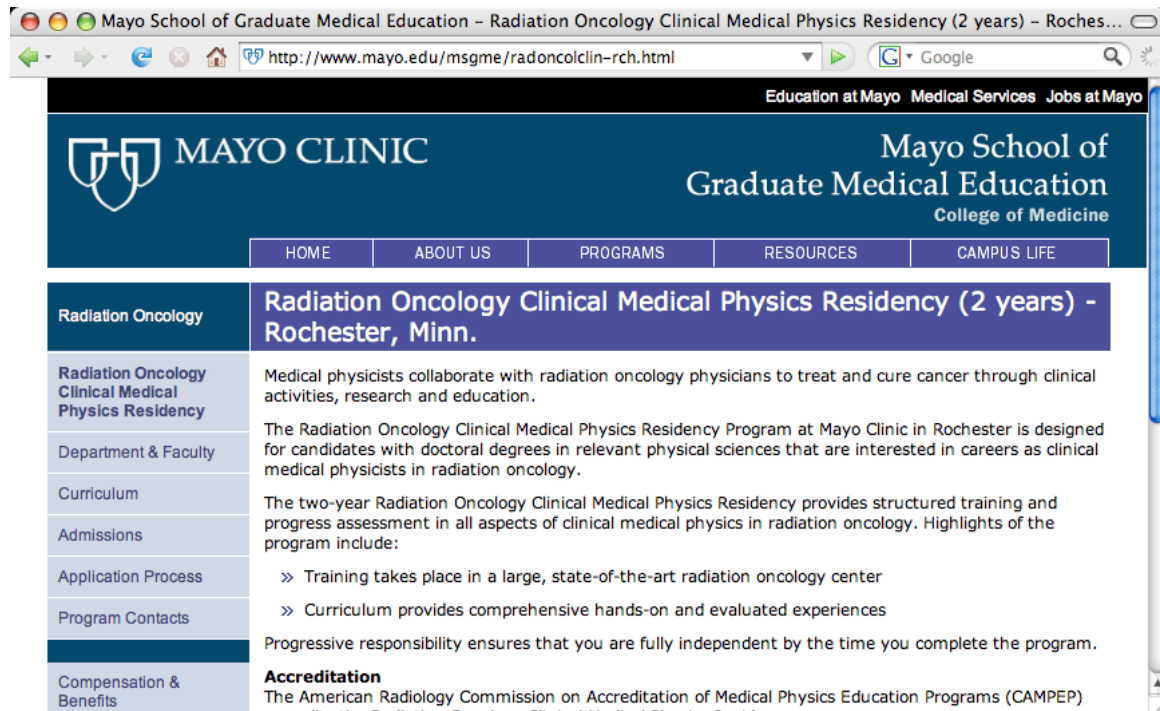 Mayo School of Graduate Medical Education – Radiation Oncology Clinical Medical Physics Residency (2 years) – Roches...
http://www.mayo.edu/msgme/radoncolclin-rch.html
G Google
Education at Mayo Medical Services Jobs at Mayo
MAYO CLINIC
Mayo School of
Graduate Medical Education
College of Medicine
HOME ABOUT US PROGRAMS RESOURCES CAMPUS LIFE
Radiation Oncology
Radiation Oncology
Clinical Medical
Physics Residency
Department & Faculty
Curriculum
Admissions
Application Process
Program Contacts
Compensation &
Benefits
Radiation Oncology Clinical Medical Physics Residency (2 years) -
Rochester, Minn.
Medical physicists collaborate with radiation oncology physicians to treat and cure cancer through clinical
activities, research and education.
The Radiation Oncology Clinical Medical Physics Residency Program at Mayo Clinic in Rochester is designed
for candidates with doctoral degrees in relevant physical sciences that are interested in careers as clinical
medical physicists in radiation oncology.
The two-year Radiation Oncology Clinical Medical Physics Residency provides structured training and
progress assessment in all aspects of clinical medical physics in radiation oncology. Highlights of the
program include:
» Training takes place in a large, state-of-the-art radiation oncology center
» Curriculum provides comprehensive hands-on and evaluated experiences
Progressive responsibility ensures that you are fully independent by the time you complete the program.
Accreditation
The American Radiology Commission on Accreditation of Medical Physics Education Programs (CAMPEP)